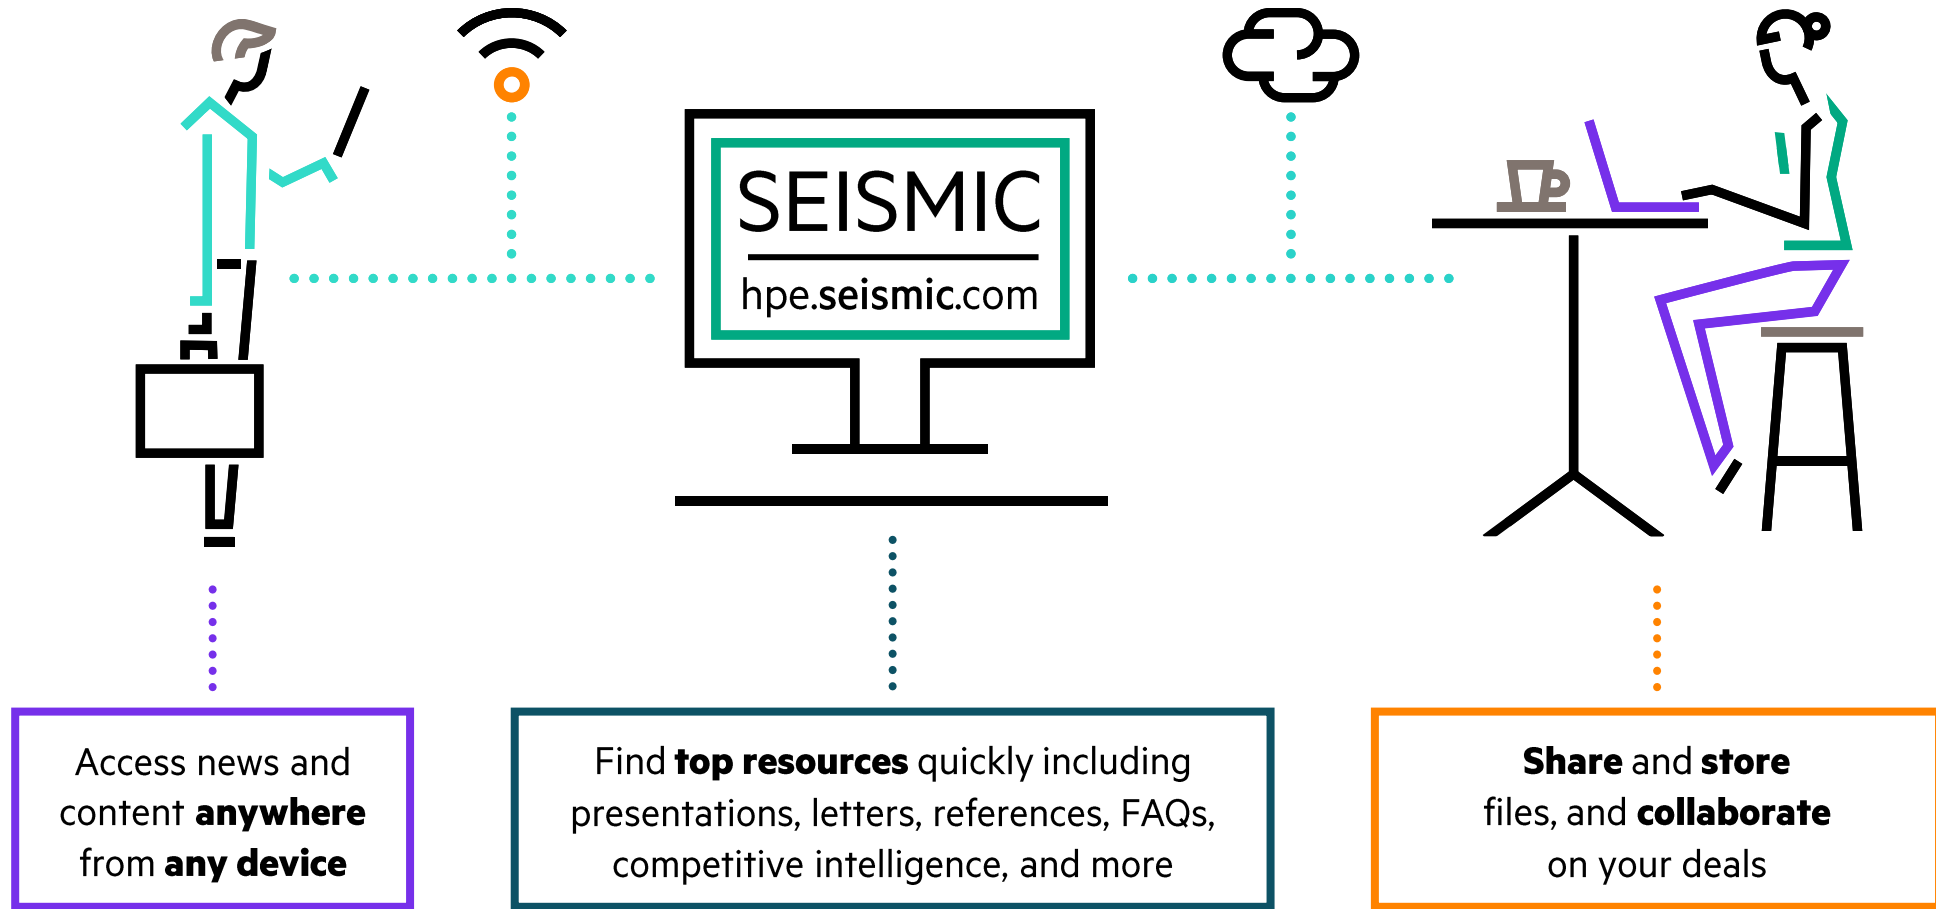 SEISMIC
hpe.seismic.com
Access news and
content anywhere
from any device
Find top resources quickly including
presentations, letters, references, FAQs,
competitive intelligence, and more
Share and store
files, and collaborate
on your deals